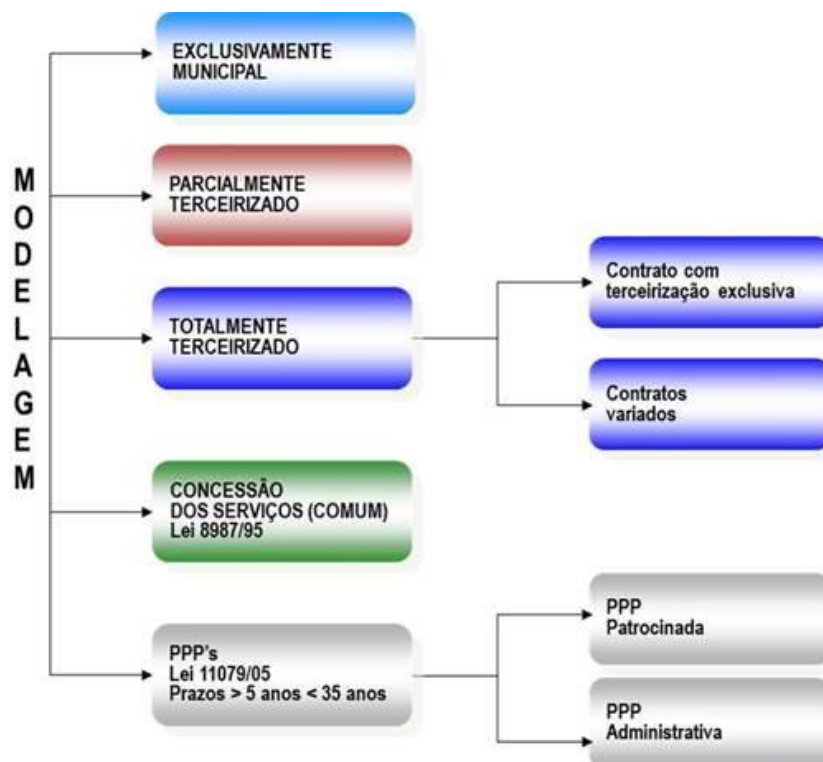 MODELAGEM
EXCLUSIVAMENTE
MUNICIPAL
PARCIALMENTE
TERCEIRIZADO
TOTALMENTE
TERCEIRIZADO
Contrato com
terceirização exclusiva
Contratos
variados
CONCESSÃO
DOS SERVIÇOS (COMUM)
Lei 8987/95
PPP's
Lei 11079/05
Prazos > 5 anos < 35 anos
PPP
Patrocinada
PPP
Administrativa